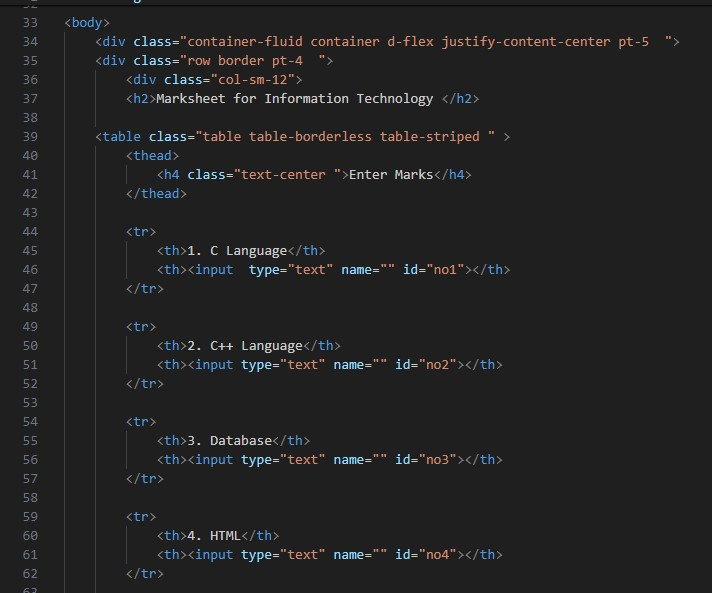 33 <body>
34     <div class="container-fluid container d-flex justify-content-center pt-5  ">
35     <div class="row border pt-4  ">
36         <div class="col-sm-12">
37         <h2>Marksheet for Information Technology </h2>
38
39     <table class="table table-borderless table-striped " >
40         <thead>
41             <h4 class="text-center ">Enter Marks</h4>
42         </thead>
43
44         <tr>
45             <th>1. C Language</th>
46             <th><input  type="text" name="" id="no1"></th>
47         </tr>
48
49         <tr>
50             <th>2. C++ Language</th>
51             <th><input type="text" name="" id="no2"></th>
52         </tr>
53
54         <tr>
55             <th>3. Database</th>
56             <th><input type="text" name="" id="no3"></th>
57         </tr>
58
59         <tr>
60             <th>4. HTML</th>
61             <th><input type="text" name="" id="no4"></th>
62         </tr>